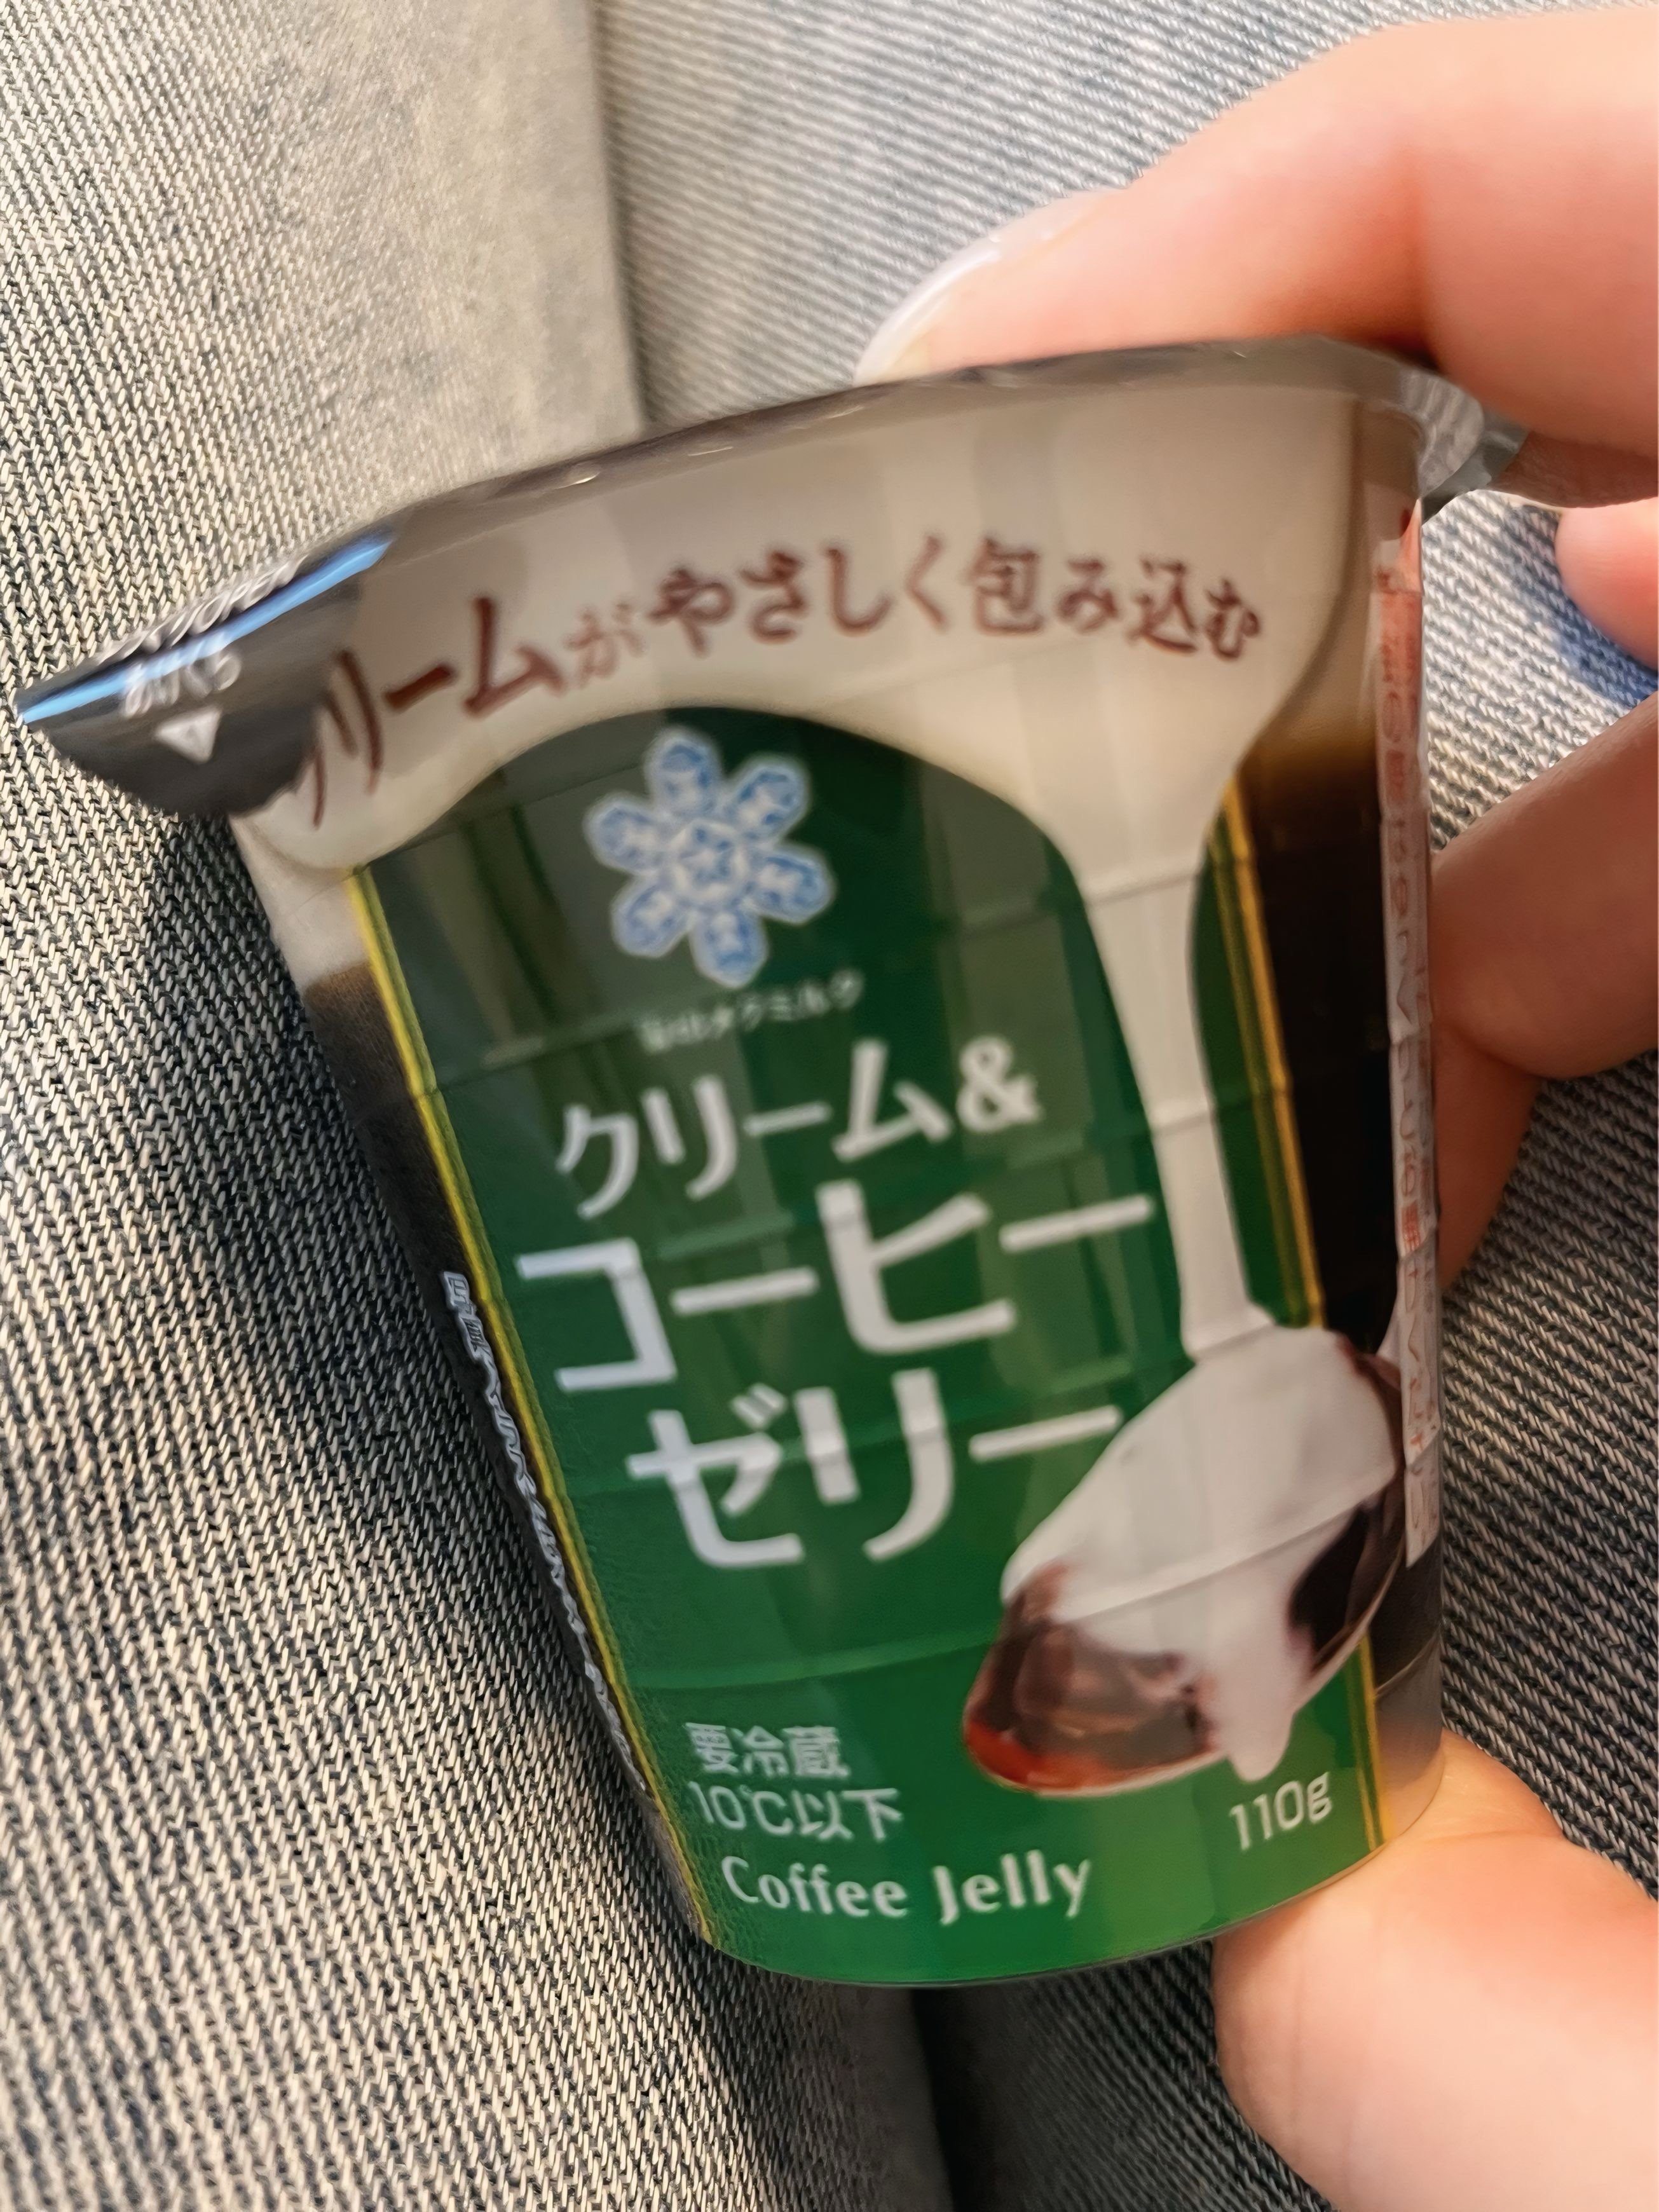 クリームがやさしく包み込む
雪印メグミルク
クリーム&
コーヒー
ゼリー
要冷蔵
10℃以下
110g
Coffee Jelly